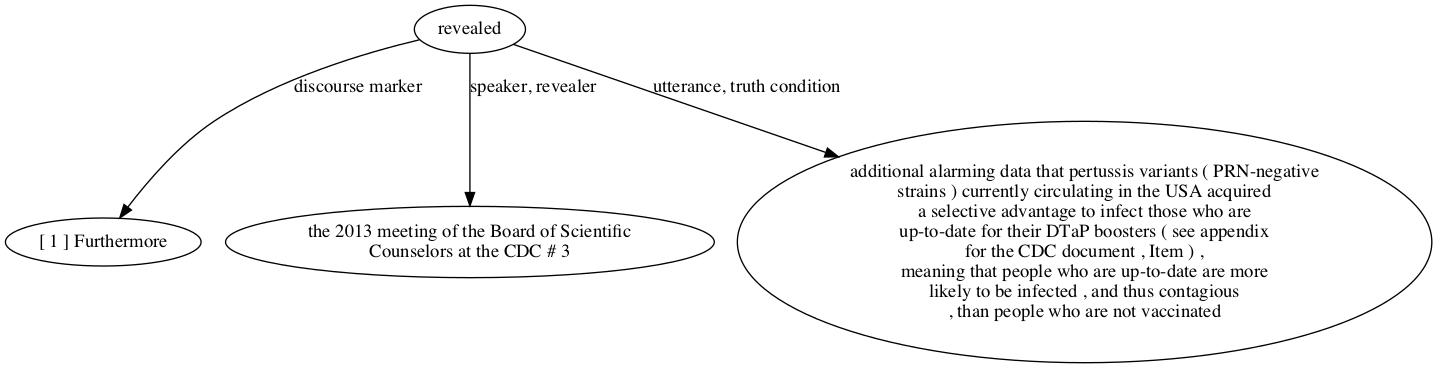 revealed
discourse marker
speaker, revealer
utterance, truth condition
[ 1 ] Furthermore
the 2013 meeting of the Board of Scientific
Counselors at the CDC # 3
additional alarming data that pertussis variants ( PRN-negative
strains ) currently circulating in the USA acquired
a selective advantage to infect those who are
up-to-date for their DTaP boosters ( see appendix
for the CDC document , Item ) ,
meaning that people who are up-to-date are more
likely to be infected , and thus contagious
, than people who are not vaccinated